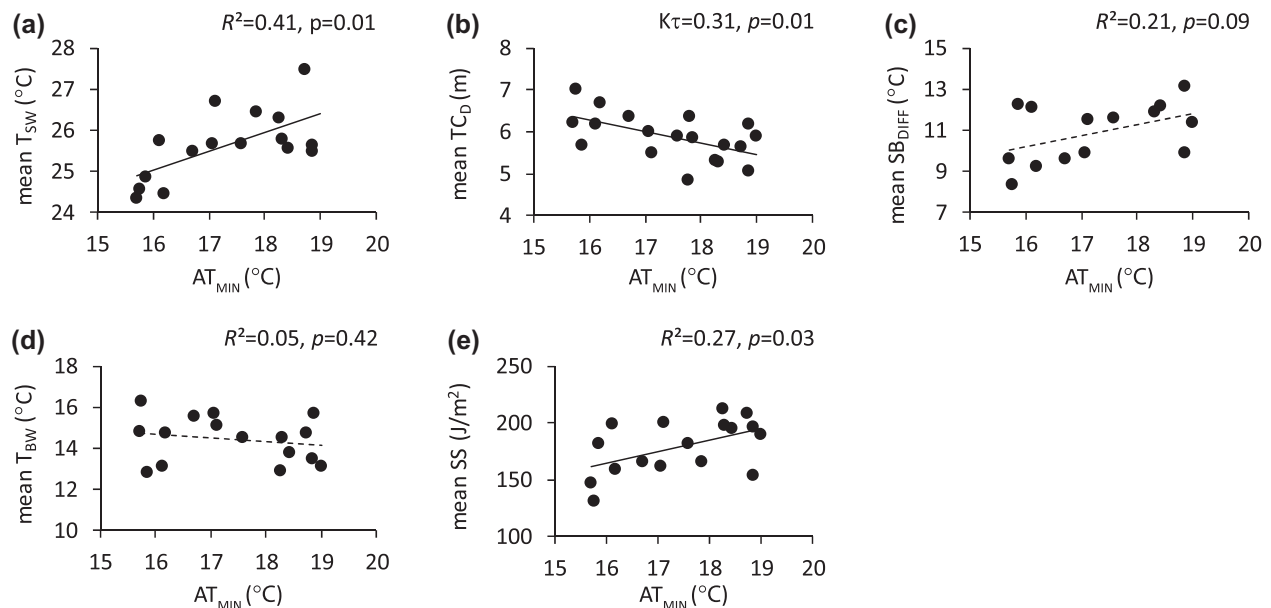 (a)
R²=0.41, p=0.01
mean T_SW (°C)
28
27
26
25
24
15 16 17 18 19 20
AT_MIN (°C)
(b)
Kτ=0.31, p=0.01
mean TC_D (m)
8
7
6
5
4
15 16 17 18 19 20
AT_MIN (°C)
(c)
R²=0.21, p=0.09
mean SB_DIFF (°C)
15
13
11
9
7
15 16 17 18 19 20
AT_MIN (°C)
(d)
R²=0.05, p=0.42
mean T_BW (°C)
18
16
14
12
10
15 16 17 18 19 20
AT_MIN (°C)
(e)
R²=0.27, p=0.03
mean SS (J/m²)
250
200
150
100
15 16 17 18 19 20
AT_MIN (°C)